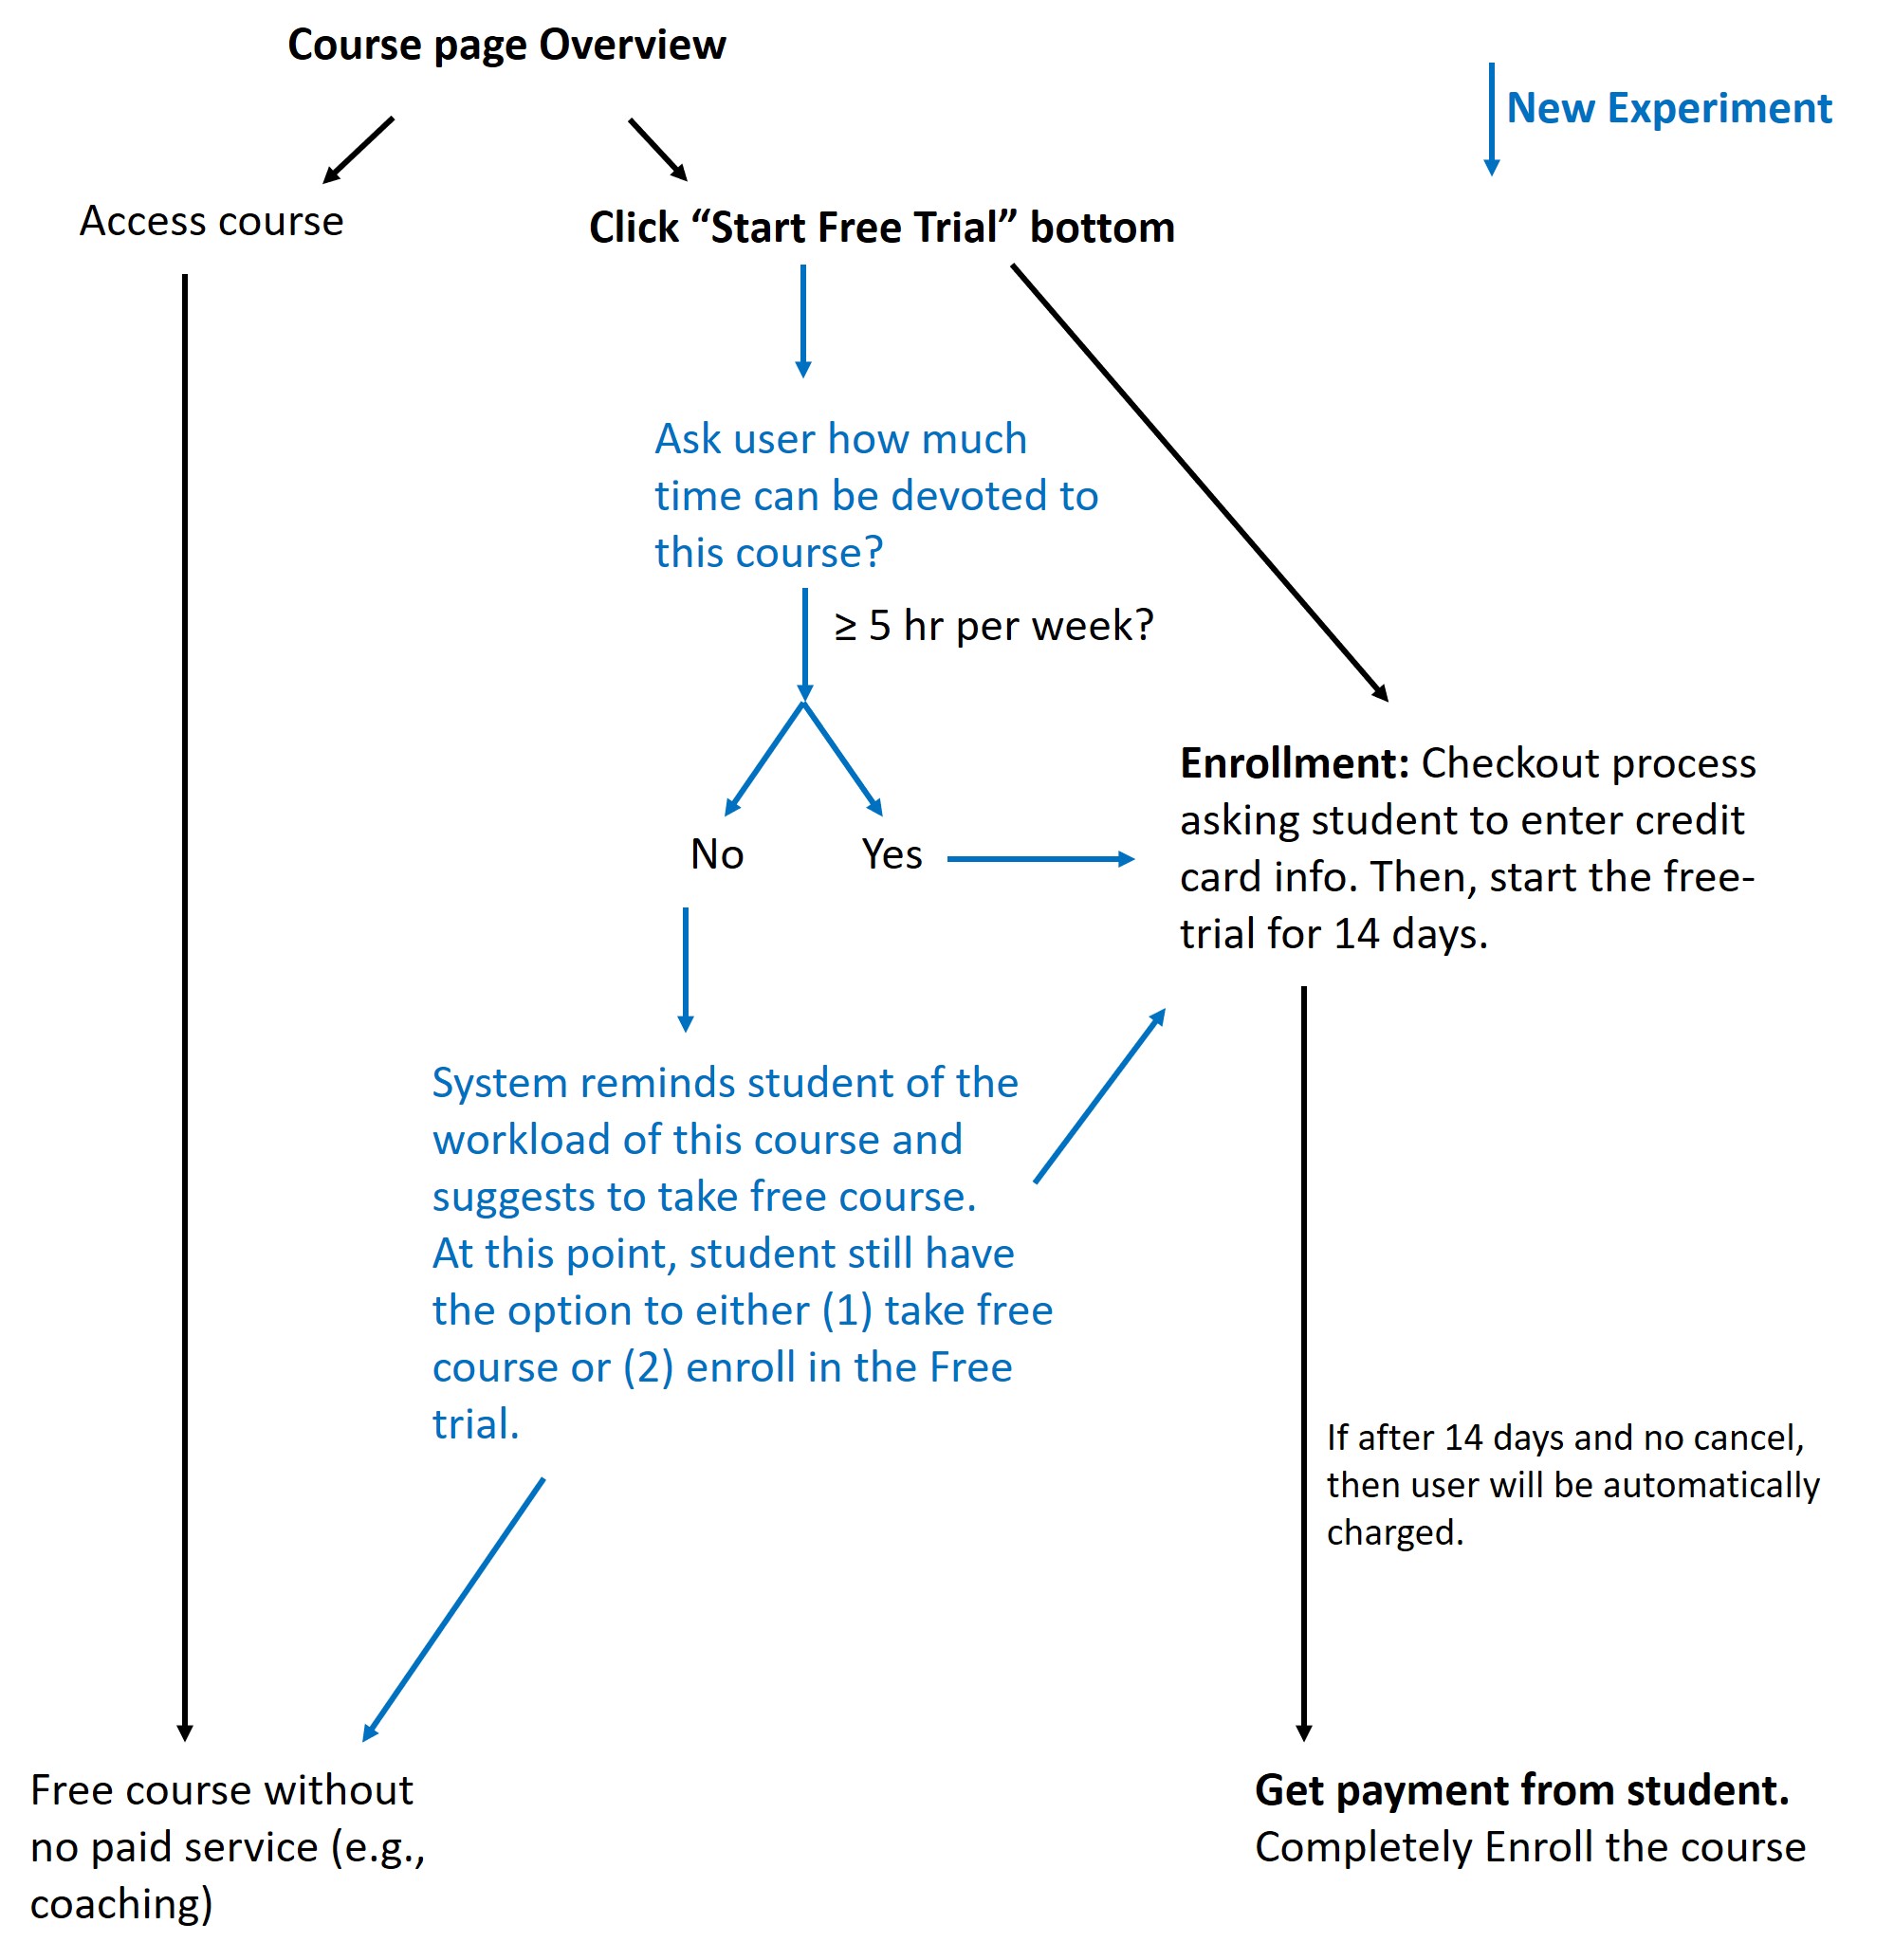 Course page Overview
New Experiment
Access course
Click “Start Free Trial” bottom
Ask user how much
time can be devoted to
this course?
≥ 5 hr per week?
No
Yes
Enrollment: Checkout process
asking student to enter credit
card info. Then, start the free-
trial for 14 days.
System reminds student of the
workload of this course and
suggests to take free course.
At this point, student still have
the option to either (1) take free
course or (2) enroll in the Free
trial.
If after 14 days and no cancel,
then user will be automatically
charged.
Free course without
no paid service (e.g.,
coaching)
Get payment from student.
Completely Enroll the course